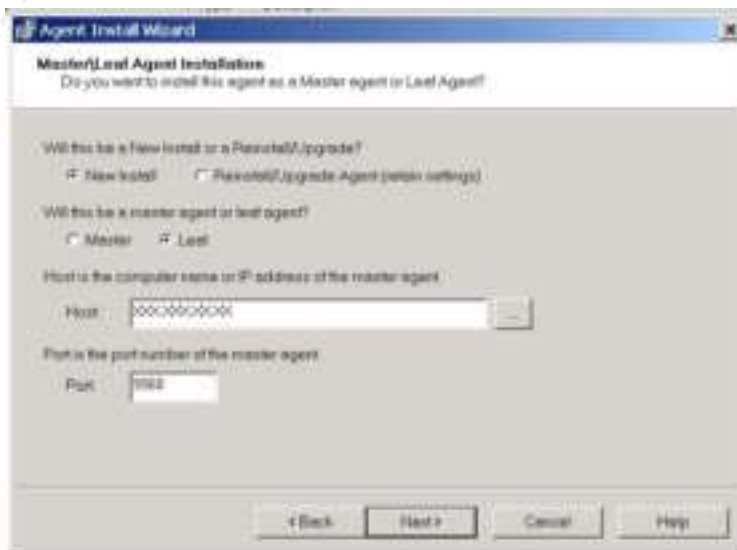 Agent Install Wizard
Master\Leaf Agent Installation
Do you want to install this agent as a Master agent or Leaf Agent?
Will this be a New Install or a Reinstall/Upgrade?
New Install Reinstall/Upgrade Agent (retain settings)
Will this be a master agent or leaf agent?
Master Leaf
Host is the computer name or IP address of the master agent
Host ...
Port is the port number of the master agent
Port
< Back Next > Cancel Help